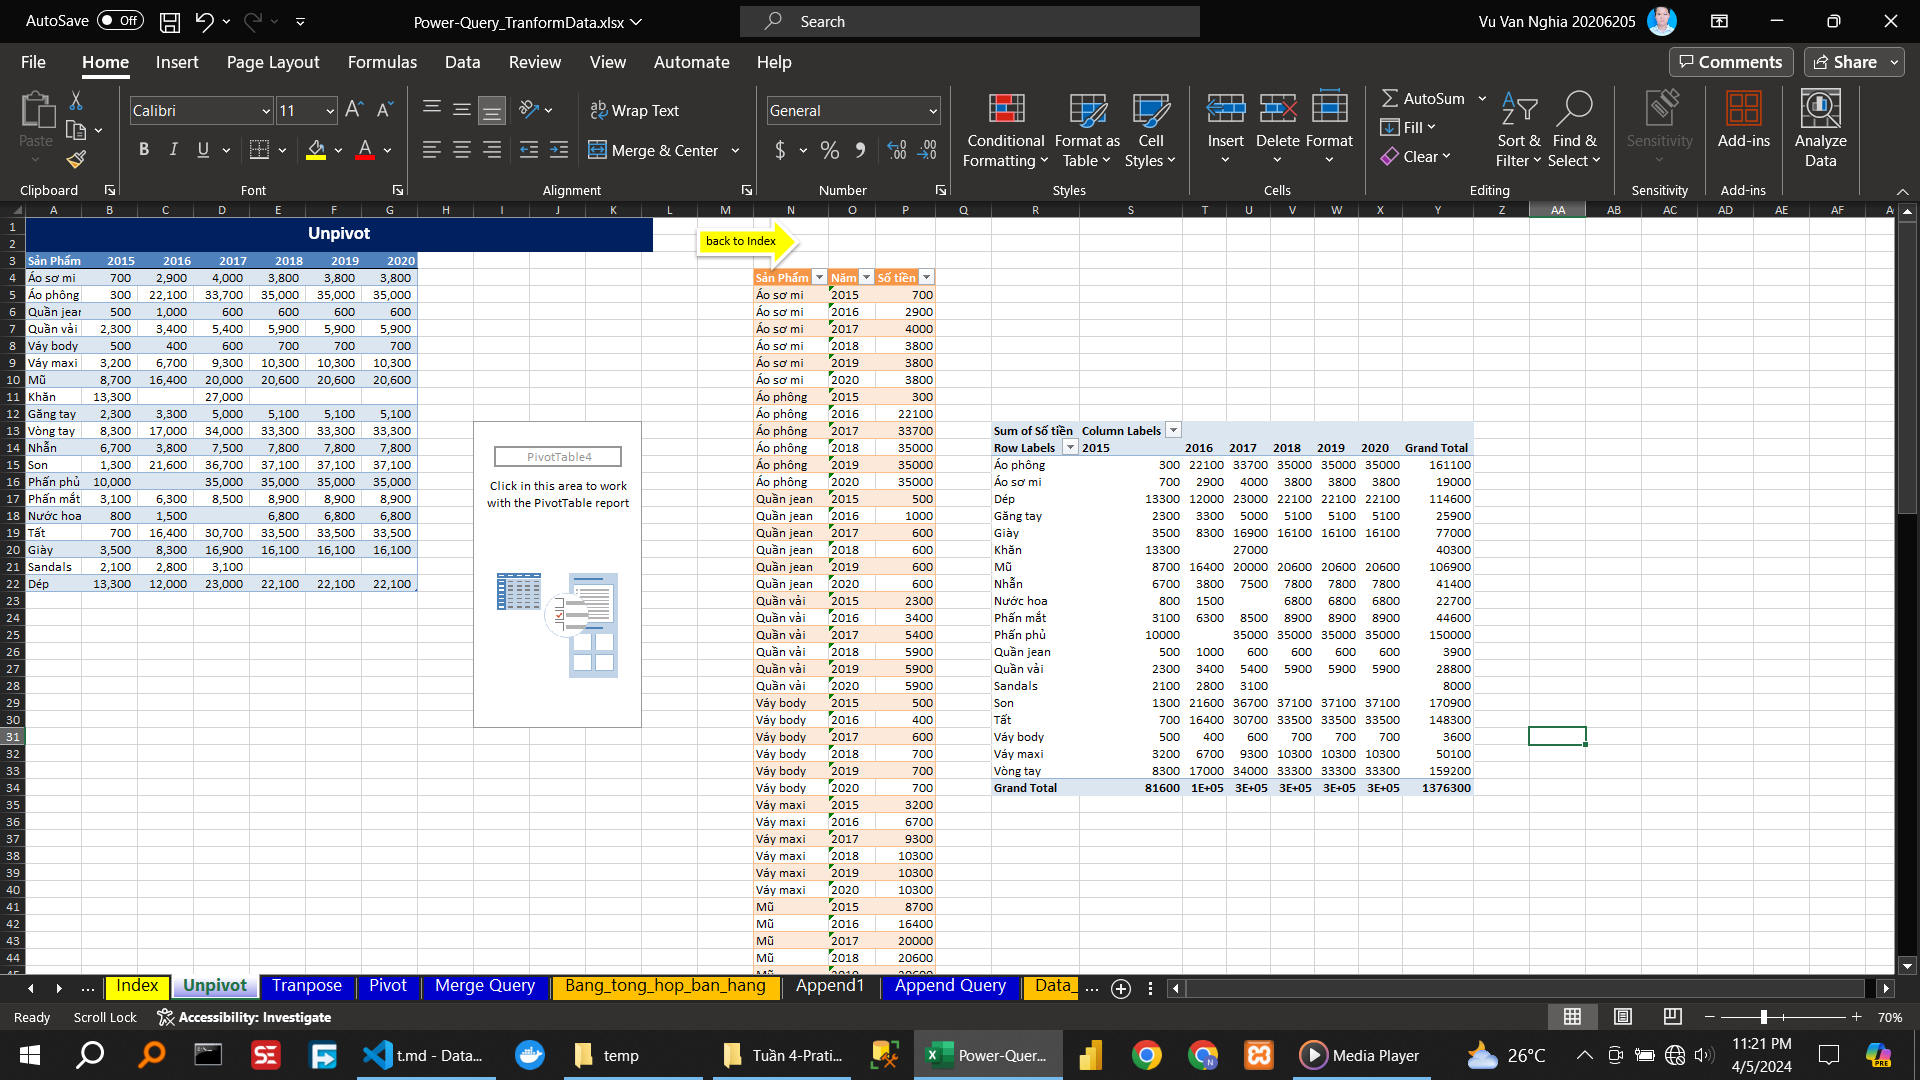 AutoSave Off Power-Query_TranformData.xlsx Search Vu Van Nghia 20206205
File Home Insert Page Layout Formulas Data Review View Automate Help Comments Share
Paste Calibri 11 Wrap Text General Conditional Formatting Format as Table Cell Styles Insert Delete Format AutoSum Fill Clear Sort & Filter Find & Select Sensitivity Add-ins Analyze Data
B I U A Merge & Center $ %
Clipboard Font Alignment Number Styles Cells Editing Sensitivity Add-ins
A B C D E F G H I J K L M N O P Q R S T U V W X Y Z AA AB AC AD AE AF
Unpivot
back to Index
Sản Phẩm 2015 2016 2017 2018 2019 2020
Áo sơ mi 700 2,900 4,000 3,800 3,800 3,800
Áo phông 300 22,100 33,700 35,000 35,000 35,000
Quần jean 500 1,000 600 600 600 600
Quần vải 2,300 3,400 5,400 5,900 5,900 5,900
Váy body 500 400 600 700 700 700
Váy maxi 3,200 6,700 9,300 10,300 10,300 10,300
Mũ 8,700 16,400 20,000 20,600 20,600 20,600
Khăn 13,300 27,000
Găng tay 2,300 3,300 5,000 5,100 5,100 5,100
Vòng tay 8,300 17,000 34,000 33,300 33,300 33,300
Nhẫn 6,700 3,800 7,500 7,800 7,800 7,800
Son 1,300 21,600 36,700 37,100 37,100 37,100
Phấn phủ 10,000 35,000 35,000 35,000 35,000
Phấn mắt 3,100 6,300 8,500 8,900 8,900 8,900
Nước hoa 800 1,500 6,800 6,800 6,800
Tất 700 16,400 30,700 33,500 33,500 33,500
Giày 3,500 8,300 16,900 16,100 16,100 16,100
Sandals 2,100 2,800 3,100
Dép 13,300 12,000 23,000 22,100 22,100 22,100
PivotTable4
Click in this area to work
with the PivotTable report
Sản Phẩm Năm Số tiền
Áo sơ mi 2015 700
Áo sơ mi 2016 2900
Áo sơ mi 2017 4000
Áo sơ mi 2018 3800
Áo sơ mi 2019 3800
Áo sơ mi 2020 3800
Áo phông 2015 300
Áo phông 2016 22100
Áo phông 2017 33700
Áo phông 2018 35000
Áo phông 2019 35000
Áo phông 2020 35000
Quần jean 2015 500
Quần jean 2016 1000
Quần jean 2017 600
Quần jean 2018 600
Quần jean 2019 600
Quần jean 2020 600
Quần vải 2015 2300
Quần vải 2016 3400
Quần vải 2017 5400
Quần vải 2018 5900
Quần vải 2019 5900
Quần vải 2020 5900
Váy body 2015 500
Váy body 2016 400
Váy body 2017 600
Váy body 2018 700
Váy body 2019 700
Váy body 2020 700
Váy maxi 2015 3200
Váy maxi 2016 6700
Váy maxi 2017 9300
Váy maxi 2018 10300
Váy maxi 2019 10300
Váy maxi 2020 10300
Mũ 2015 8700
Mũ 2016 16400
Mũ 2017 20000
Mũ 2018 20600
Sum of Số tiền Column Labels
Row Labels 2015 2016 2017 2018 2019 2020 Grand Total
Áo phông 300 22100 33700 35000 35000 35000 161100
Áo sơ mi 700 2900 4000 3800 3800 3800 19000
Dép 13300 12000 23000 22100 22100 22100 114600
Găng tay 2300 3300 5000 5100 5100 5100 25900
Giày 3500 8300 16900 16100 16100 16100 77000
Khăn 13300 27000 40300
Mũ 8700 16400 20000 20600 20600 20600 106900
Nhẫn 6700 3800 7500 7800 7800 7800 41400
Nước hoa 800 1500 6800 6800 6800 22700
Phấn mắt 3100 6300 8500 8900 8900 8900 44600
Phấn phủ 10000 35000 35000 35000 35000 150000
Quần jean 500 1000 600 600 600 600 3900
Quần vải 2300 3400 5400 5900 5900 5900 28800
Sandals 2100 2800 3100 8000
Son 1300 21600 36700 37100 37100 37100 170900
Tất 700 16400 30700 33500 33500 33500 148300
Váy body 500 400 600 700 700 700 3600
Váy maxi 3200 6700 9300 10300 10300 10300 50100
Vòng tay 8300 17000 34000 33300 33300 33300 159200
Grand Total 81600 1E+05 3E+05 3E+05 3E+05 3E+05 1376300
... Index Unpivot Tranpose Pivot Merge Query Bang_tong_hop_ban_hang Append1 Append Query Data_ ...
Ready Scroll Lock Accessibility: Investigate 70%
t.md - Data... temp Tuần 4-Prati... Power-Quer... Media Player 26°C 11:21 PM
4/5/2024